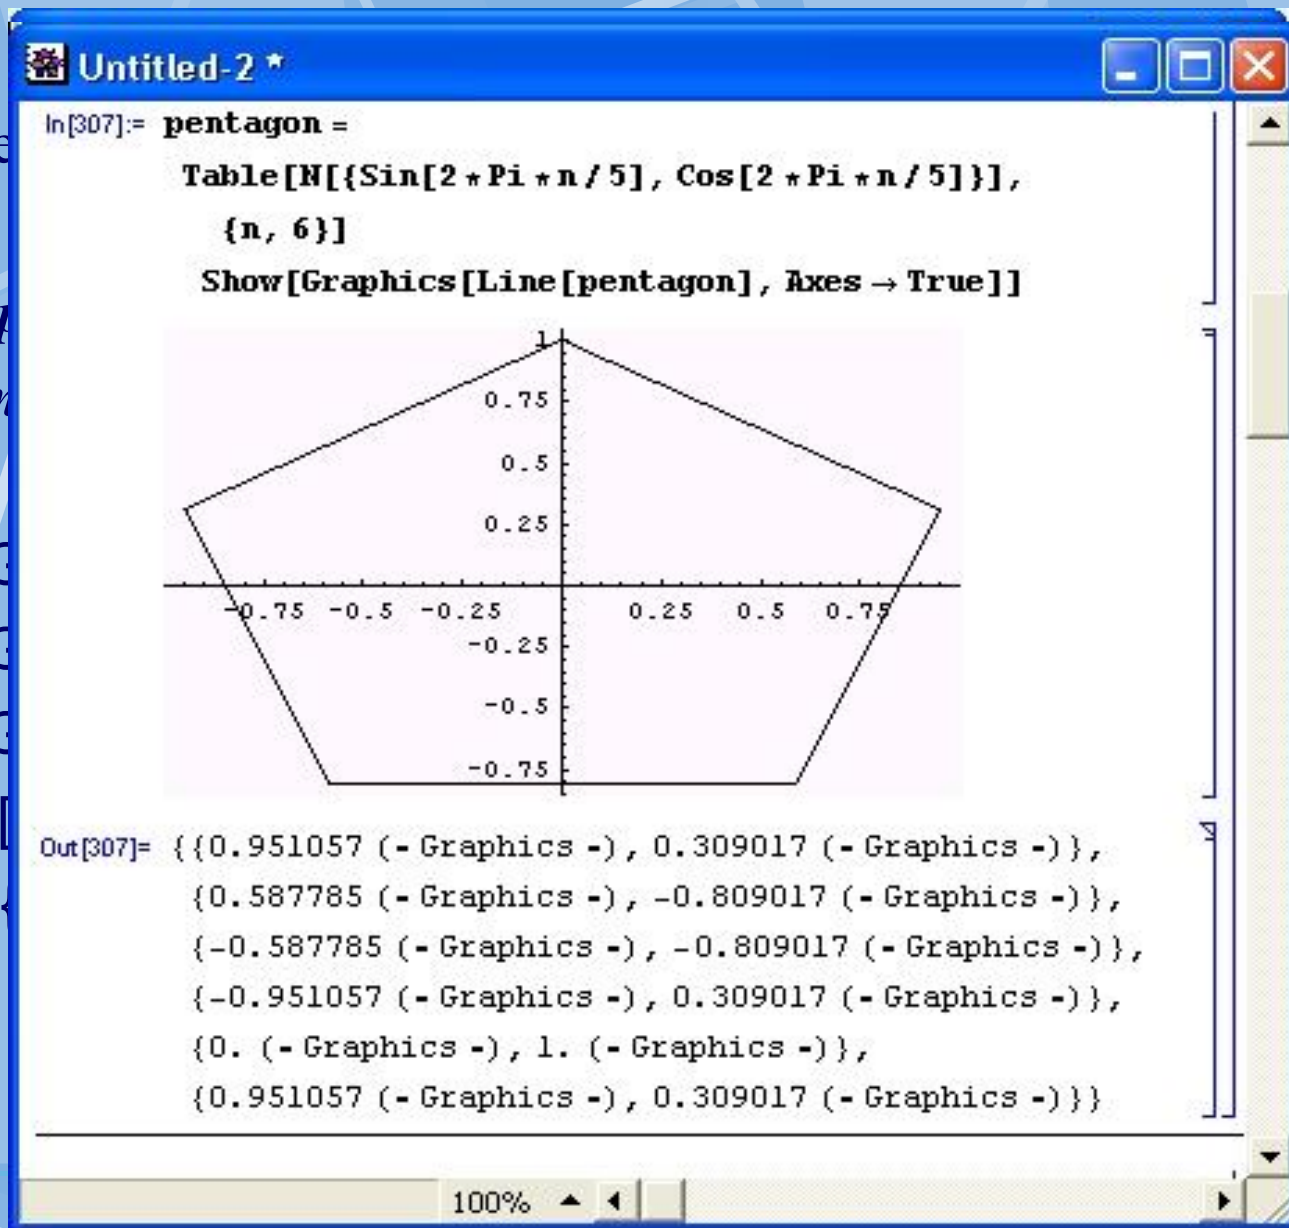 Untitled-2 *
In[307]:= pentagon =
Table[N[{Sin[2*Pi*n/5], Cos[2*Pi*n/5]}],
{n, 6}]
Show[Graphics[Line[pentagon], Axes→True]]
1
0.75
0.5
0.25
-0.75 -0.5 -0.25 0.25 0.5 0.75
-0.25
-0.5
-0.75
Out[307]= {{0.951057 (-Graphics-), 0.309017 (-Graphics-)},
{0.587785 (-Graphics-), -0.809017 (-Graphics-)},
{-0.587785 (-Graphics-), -0.809017 (-Graphics-)},
{-0.951057 (-Graphics-), 0.309017 (-Graphics-)},
{0. (-Graphics-), 1. (-Graphics-)},
{0.951057 (-Graphics-), 0.309017 (-Graphics-)}}
100%